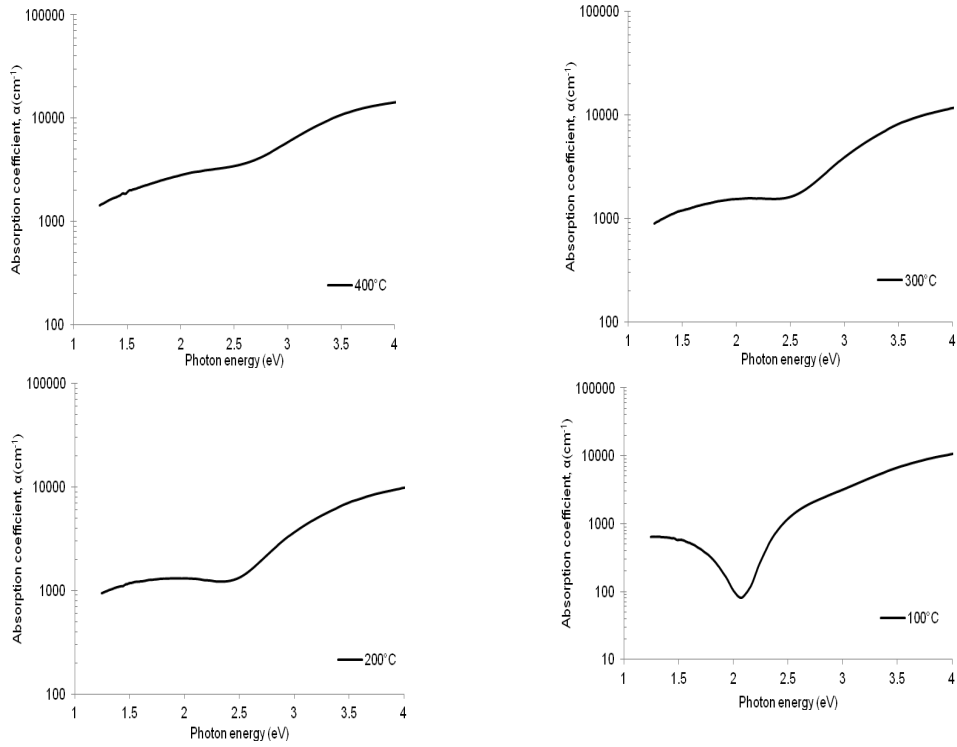 100000
10000
1000
100
1 1.5 2 2.5 3 3.5 4
Absorption coefficient, α(cm⁻¹)
Photon energy (eV)
400°C
100000
10000
1000
100
1 1.5 2 2.5 3 3.5 4
Absorption coefficient, α(cm⁻¹)
Photon energy (eV)
300°C
100000
10000
1000
100
1 1.5 2 2.5 3 3.5 4
Absorption coefficient, α(cm⁻¹)
Photon energy (eV)
200°C
100000
10000
1000
100
10
1 1.5 2 2.5 3 3.5 4
Absorption coefficient, α(cm⁻¹)
Photon energy (eV)
100°C